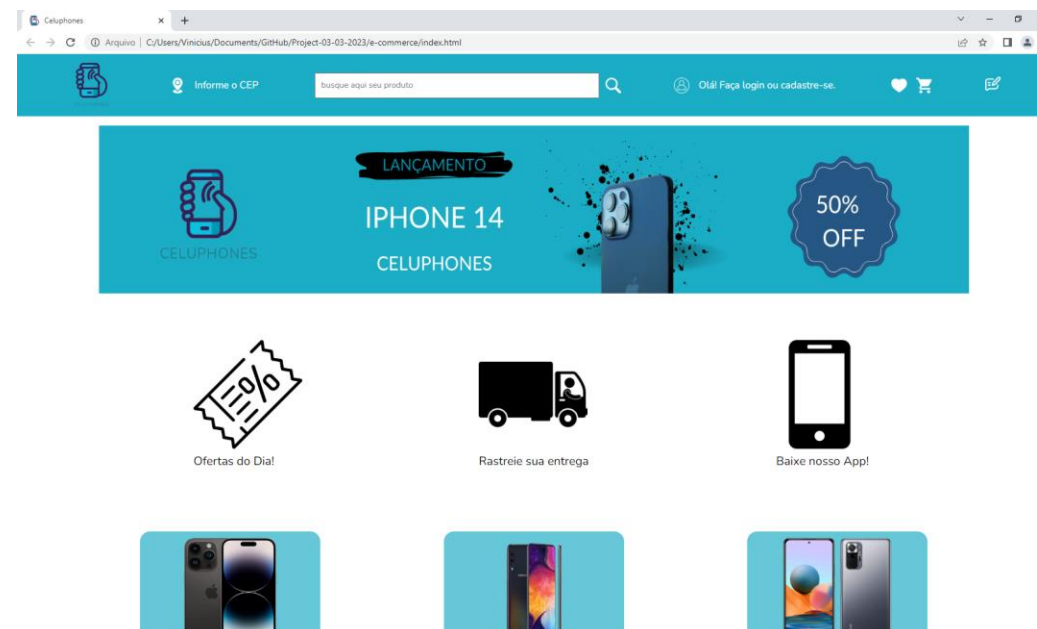 Celuphones
Arquivo | C:/Users/Vinicius/Documents/GitHub/Project-03-03-2023/e-commerce/index.html
Informe o CEP
busque aqui seu produto
Olá! Faça login ou cadastre-se.
LANÇAMENTO
IPHONE 14
CELUPHONES
CELUPHONES
50%
OFF
Ofertas do Dia!
Rastreie sua entrega
Baixe nosso App!